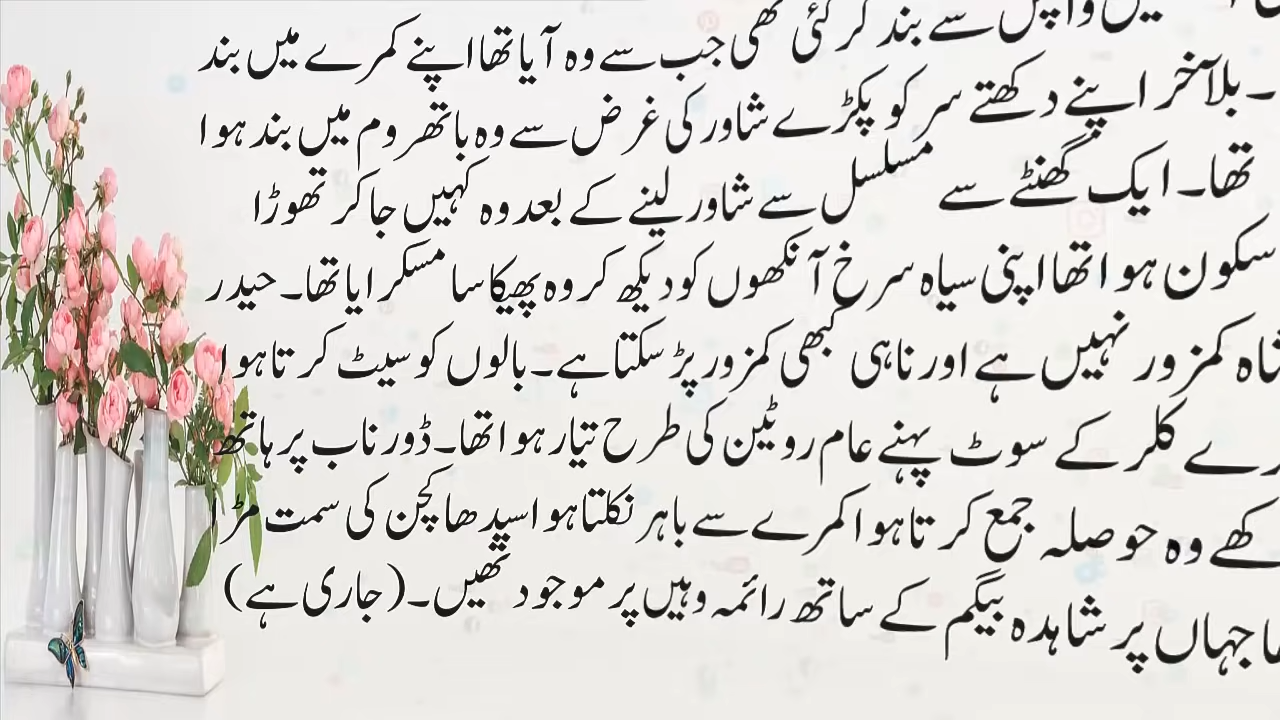 واپس سے بند کر گئی تھی جب سے وہ آیا تھا اپنے کمرے میں بند
۔ بلاآخر اپنے دکھتے سر کو پکڑے شاور کی غرض سے وہ باتھروم میں بند ہوا
تھا۔ ایک گھنٹے سے مسلسل سے شاور لینے کے بعد وہ کہیں جا کر تھوڑا
سکون ہوا تھا اپنی سیاہ سرخ آنکھوں کو دیکھ کر وہ پھیکا سا مسکرایا تھا۔ حیدر
کمزور نہیں ہے اور ناہی کبھی کمزور پڑ سکتا ہے۔ بالوں کو سیٹ کرتا ہوا
کلر کے سوٹ پہنے عام روٹین کی طرح تیار ہوا تھا۔ ڈور ناب پر ہاتھ
وہ حوصلہ جمع کرتا ہوا کمرے سے باہر نکلتا ہوا سیدھا کچن کی سمت مڑا
جہاں پر شاہدہ بیگم کے ساتھ رائمہ وہیں پر موجود تھیں۔ (جاری ہے)